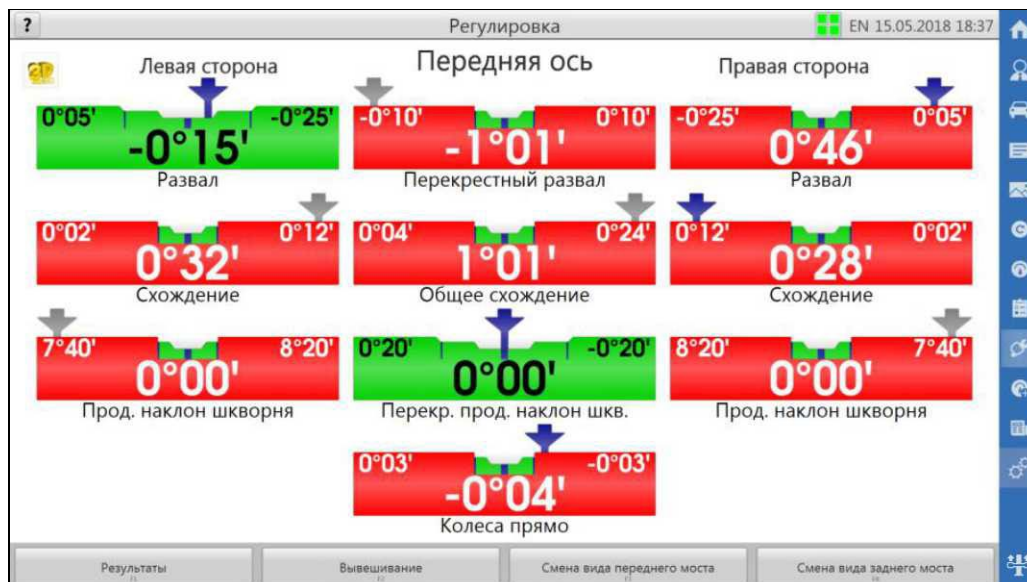 ? Регулировка EN 15.05.2018 18:37
2D
Левая сторона Передняя ось Правая сторона
0°05' -0°25' -0°10' 0°10' -0°25' 0°05'
-0°15' -1°01' 0°46'
Развал Перекрестный развал Развал
0°02' 0°12' 0°04' 0°24' 0°12' 0°02'
0°32' 1°01' 0°28'
Схождение Общее схождение Схождение
7°40' 8°20' 0°20' -0°20' 8°20' 7°40'
0°00' 0°00' 0°00'
Прод. наклон шкворня Перекр. прод. наклон шкв. Прод. наклон шкворня
0°03' -0°03'
-0°04'
Колеса прямо
Результаты Вывешивание Смена вида переднего моста Смена вида заднего моста